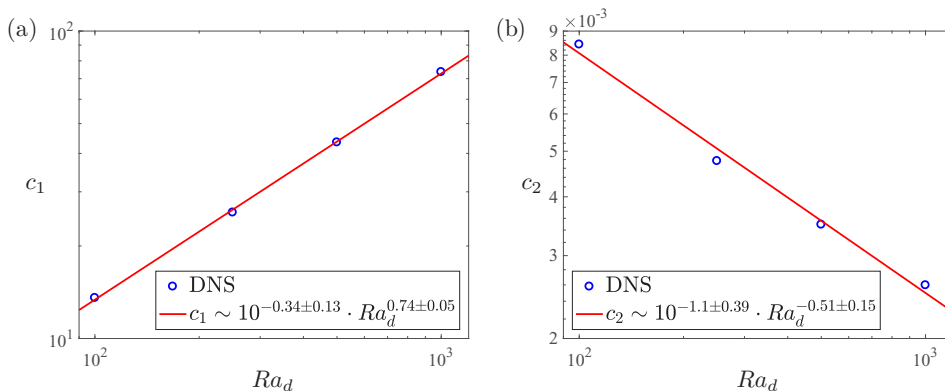 (a)
10^2
c_1
10^1
DNS
c_1 ∼ 10^{-0.34±0.13} · Ra_d^{0.74±0.05}
10^2
10^3
Ra_d
(b)
×10^{-3}
9
8
7
6
5
4
3
2
c_2
DNS
c_2 ∼ 10^{-1.1±0.39} · Ra_d^{-0.51±0.15}
10^2
10^3
Ra_d